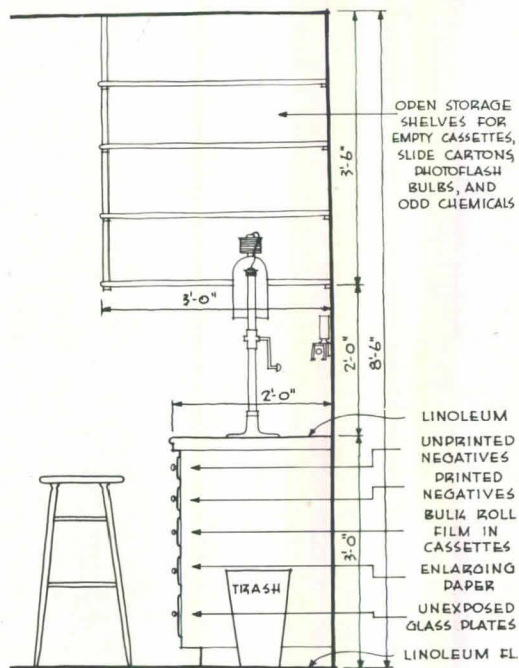 OPEN STORAGE
SHELVES FOR
EMPTY CASSETTES,
SLIDE CARTONS,
PHOTOFLASH
BULBS, AND
ODD CHEMICALS
3'-6"
3'-0"
2'-0"
8'-6"
2'-0"
LINOLEUM
UNPRINTED
NEGATIVES
PRINTED
NEGATIVES
BULK ROLL
FILM IN
CASSETTES
3'-0"
ENLARGING
PAPER
TRASH
UNEXPOSED
GLASS PLATES
LINOLEUM FL.